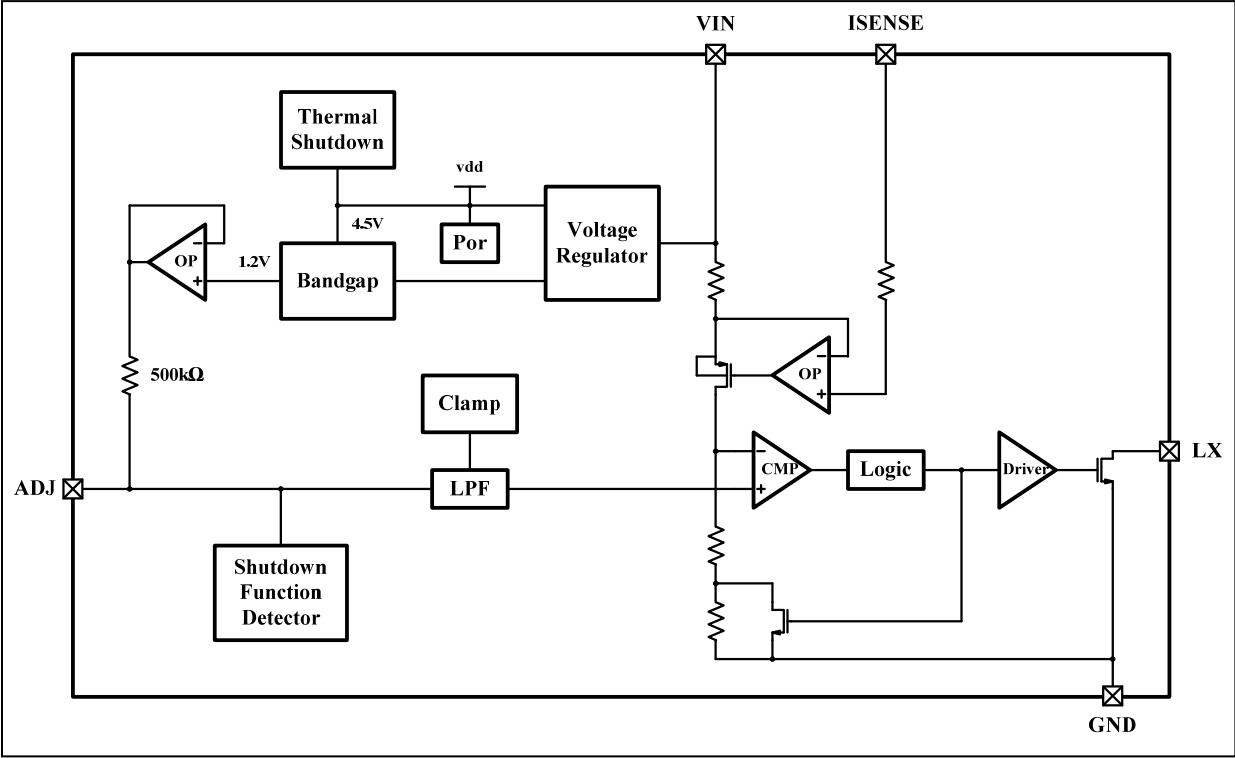 VIN
ISENSE
Thermal
Shutdown
vdd
4.5V
Por
Voltage
Regulator
−
OP
+
1.2V
Bandgap
500kΩ
−
OP
+
Clamp
−
CMP
+
Logic
Driver
LX
ADJ
LPF
Shutdown
Function
Detector
GND